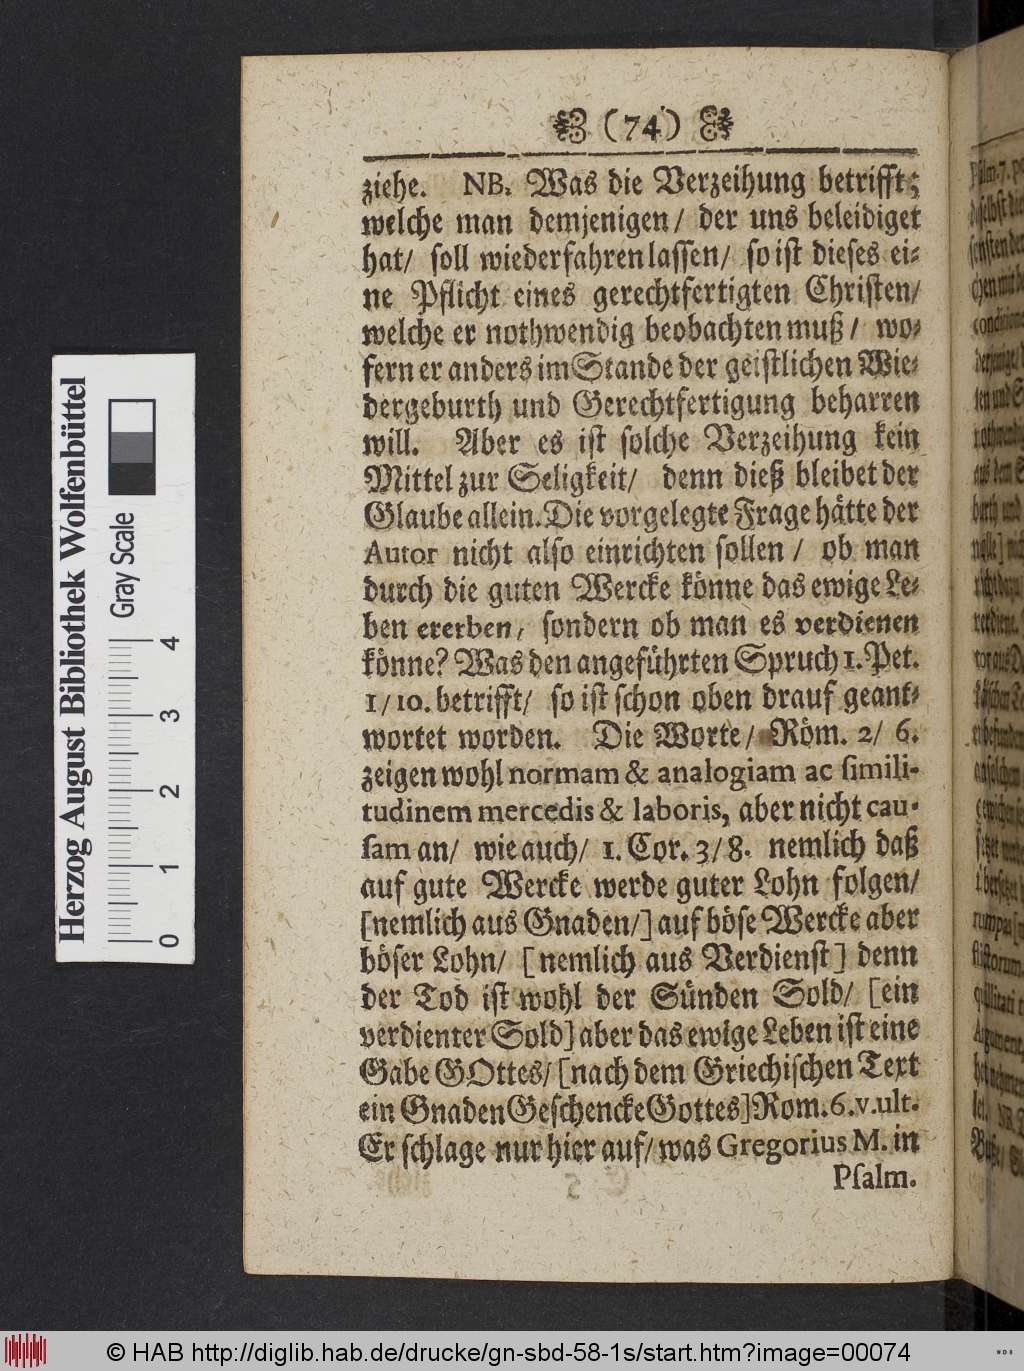 (74)
ziehe. NB. Was die Verzeihung betrifft;
welche man demjenigen/ der uns beleidiget
hat/ soll wiederfahren lassen/ so ist dieses ei-
ne Pflicht eines gerechtfertigten Christen/
welche er nothwendig beobachten muß/ wo-
fern er anders im Stande der geistlichen Wie-
dergeburth und Gerechtfertigung beharren
will. Aber es ist solche Verzeihung kein
Mittel zur Seligkeit/ denn dieß bleibet der
Glaube allein. Die vorgelegte Frage hätte der
Autor nicht also einrichten sollen/ ob man
durch die guten Wercke könne das ewige Le-
ben ererben, sondern ob man es verdienen
könne? Was den angeführten Spruch 1. Pet.
1/10. betrifft/ so ist schon oben drauf geant-
wortet worden. Die Worte/ Röm. 2/ 6.
zeigen wohl normam & analogiam ac simili-
tudinem mercedis & laboris, aber nicht cau-
sam an/ wie auch/ 1. Cor. 3/8. nemlich daß
auf gute Wercke werde guter Lohn folgen/
[nemlich aus Gnaden/] auf böse Wercke aber
böser Lohn/ [nemlich aus Verdienst] denn
der Tod ist wohl der Sünden Sold/ [ein
verdienter Sold] aber das ewige Leben ist eine
Gabe GOttes/ [nach dem Griechischen Text
ein Gnaden Geschencke Gottes] Rom. 6. v. ult.
Er schlage nur hier auf/ was Gregorius M. in
Psalm.
Herzog August Bibliothek Wolfenbüttel
Gray Scale
0 1 2 3 4
© HAB http://diglib.hab.de/drucke/gn-sbd-58-1s/start.htm?image=00074